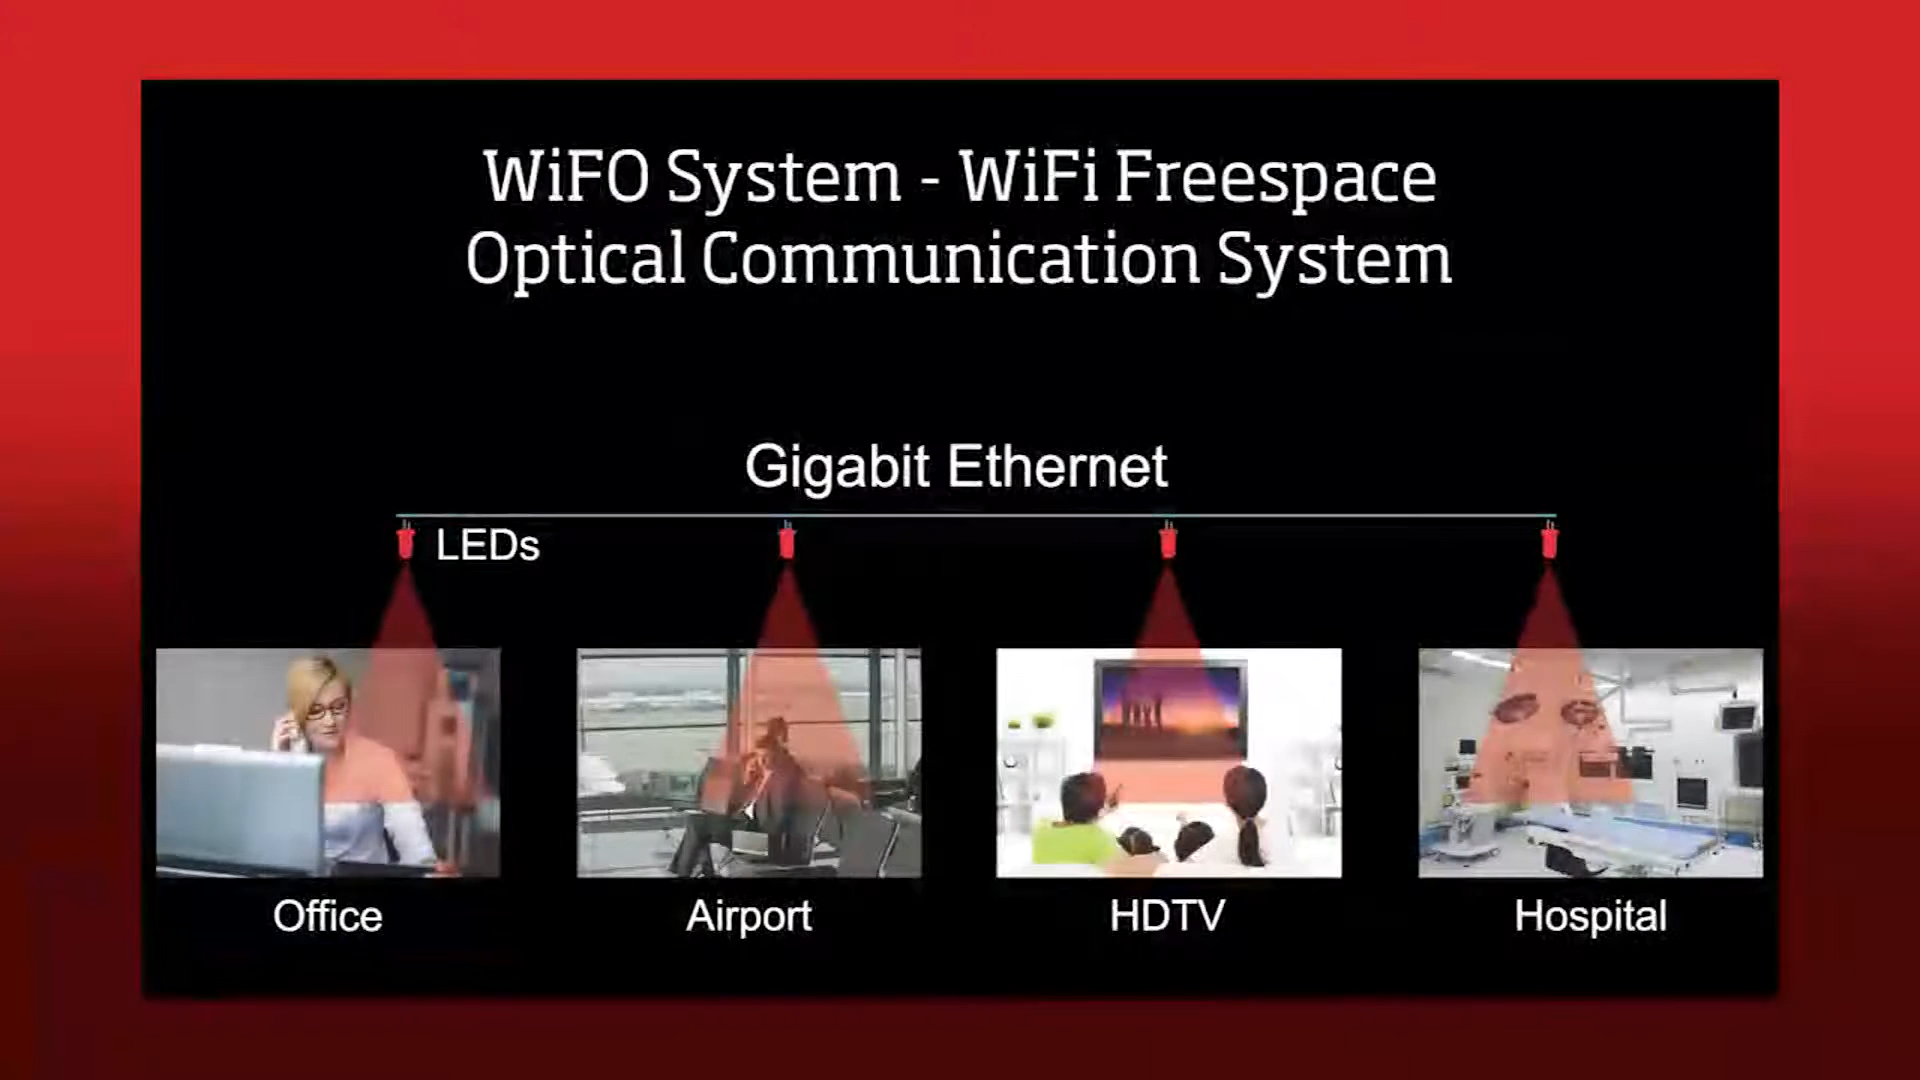 WiFO System - WiFi Freespace
Optical Communication System
Gigabit Ethernet
LEDs
Office
Airport
HDTV
Hospital